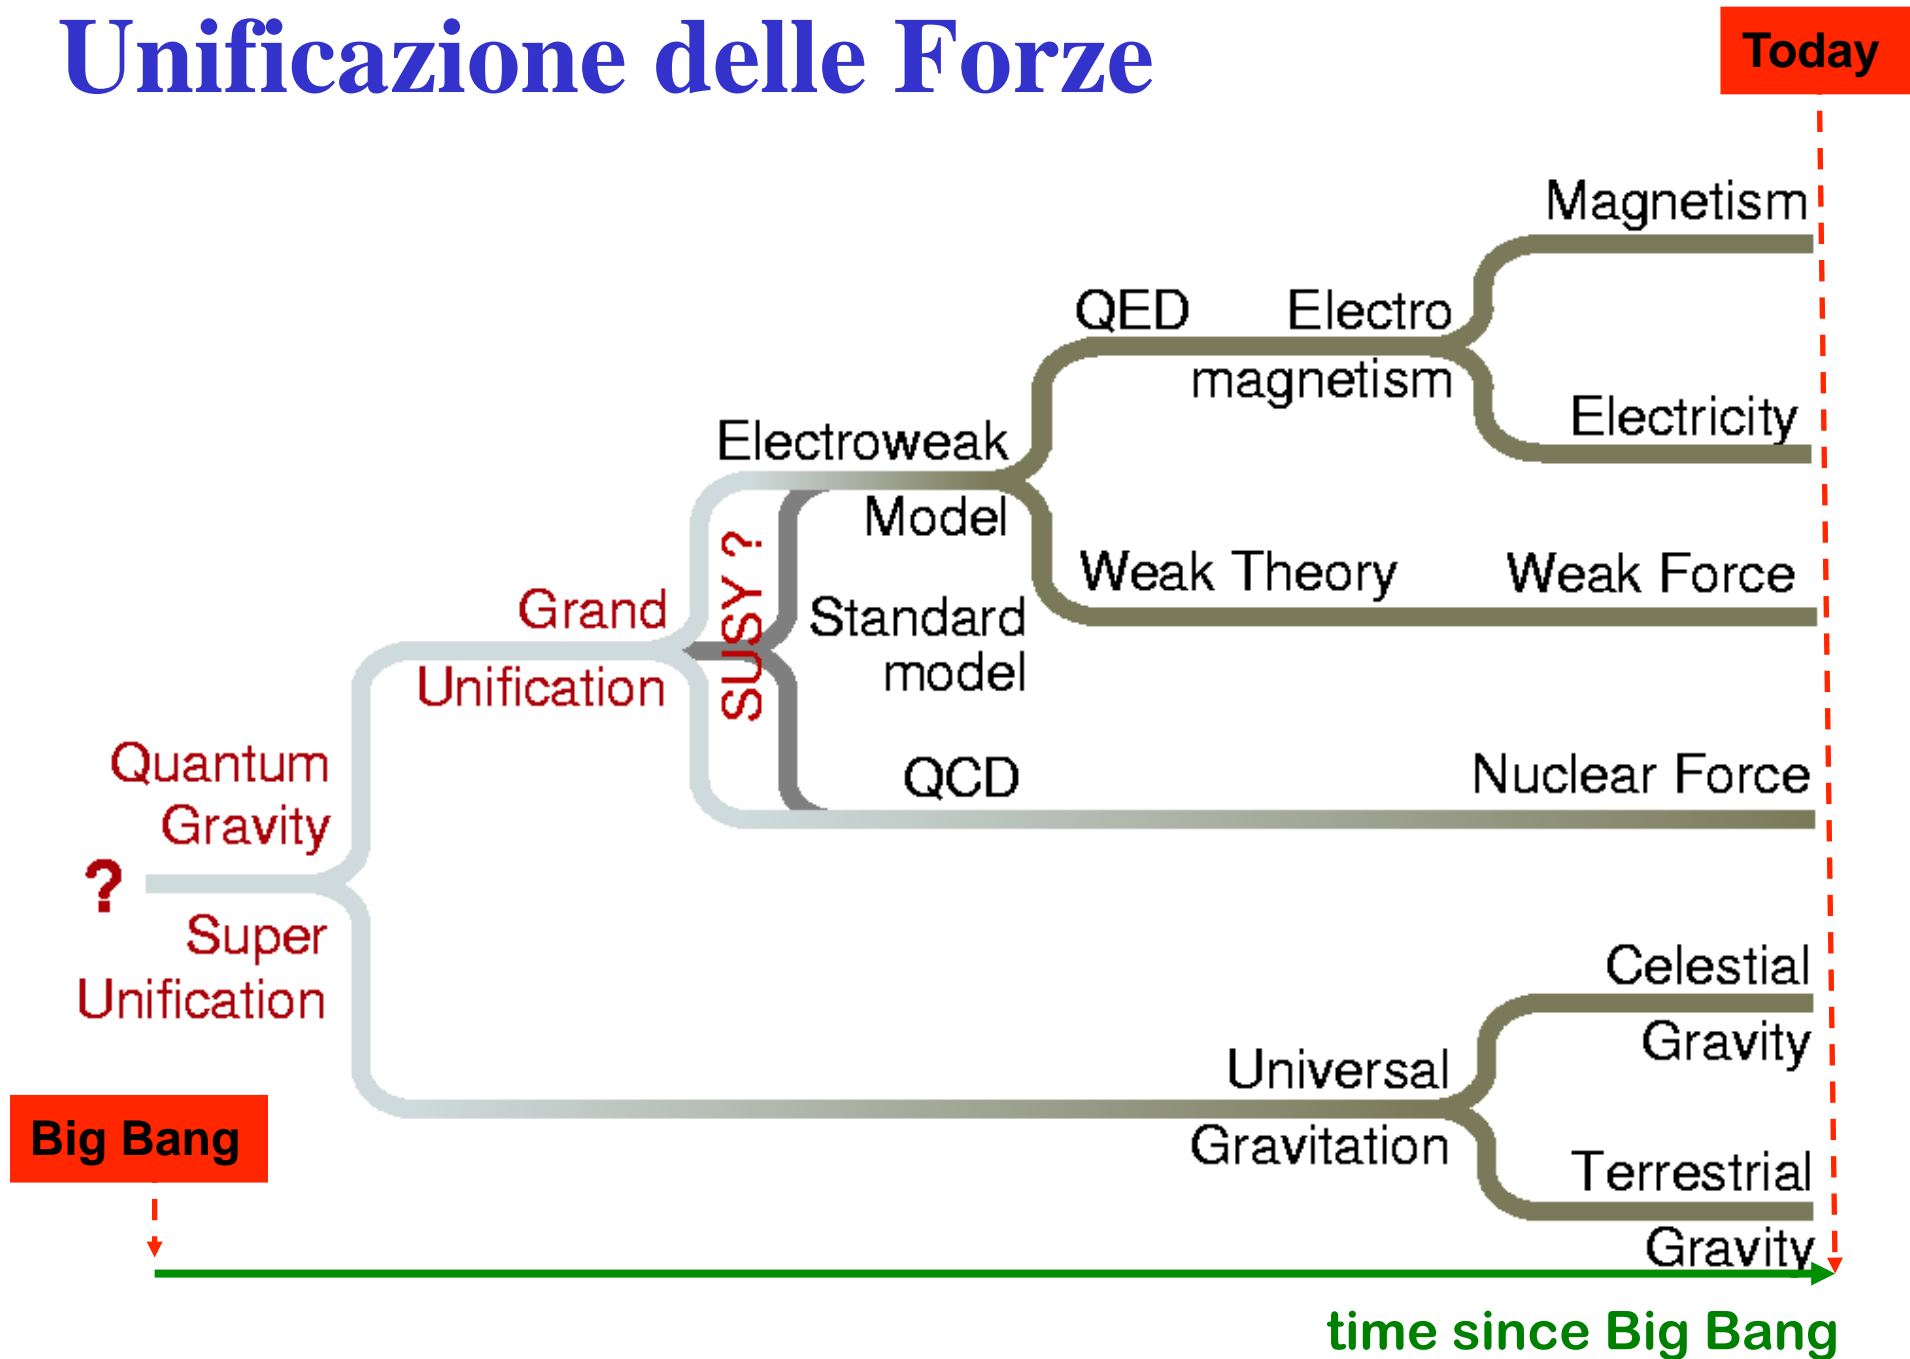 Unificazione delle Forze
Today
Magnetism
QED
Electro
magnetism
Electricity
Electroweak
Model
Weak Theory
Weak Force
SUSY ?
Grand
Unification
Standard
model
Quantum
Gravity
QCD
Nuclear Force
?
Super
Unification
Celestial
Gravity
Universal
Gravitation
Big Bang
Terrestrial
Gravity
time since Big Bang